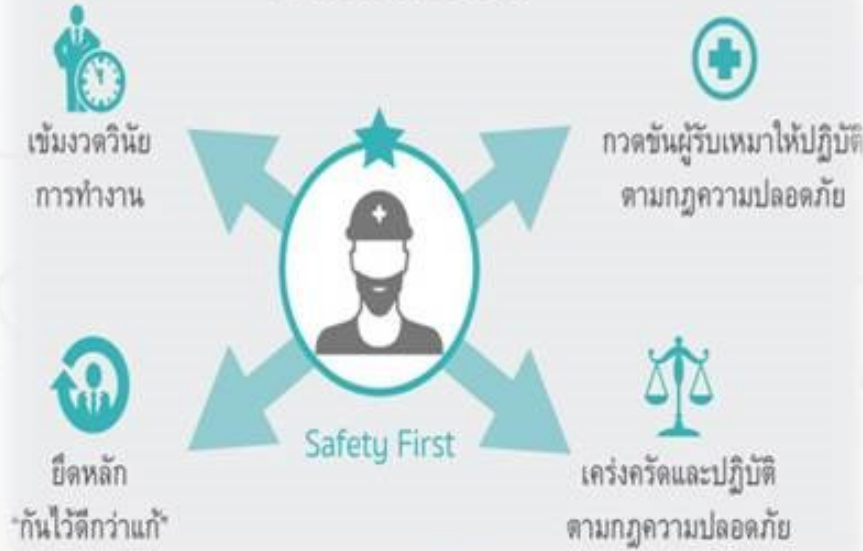 เข้มงวดวินัย
การทำงาน
กวดขันผู้รับเหมาให้ปฏิบัติ
ตามกฎความปลอดภัย
Safety First
ยึดหลัก
"กันไว้ดีกว่าแก้"
เคร่งครัดและปฏิบัติ
ตามกฎความปลอดภัย